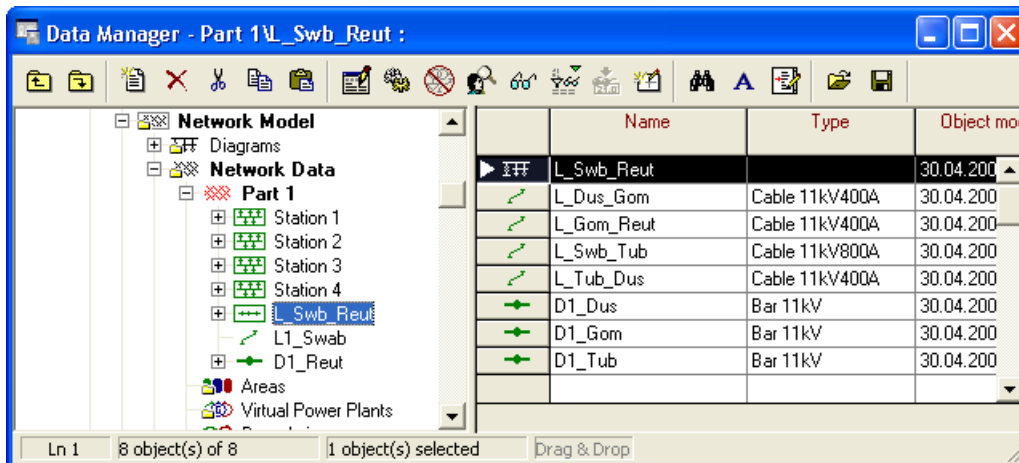 Data Manager - Part 1\L_Swb_Reut :
Network Model
Diagrams
Network Data
Part 1
Station 1
Station 2
Station 3
Station 4
L_Swb_Reut
L1_Swab
D1_Reut
Areas
Virtual Power Plants
Name Type Object mo
L_Swb_Reut 30.04.200
L_Dus_Gom Cable 11kV400A 30.04.200
L_Gom_Reut Cable 11kV400A 30.04.200
L_Swb_Tub Cable 11kV800A 30.04.200
L_Tub_Dus Cable 11kV400A 30.04.200
D1_Dus Bar 11kV 30.04.200
D1_Gom Bar 11kV 30.04.200
D1_Tub Bar 11kV 30.04.200
Ln 1 8 object(s) of 8 1 object(s) selected Drag & Drop